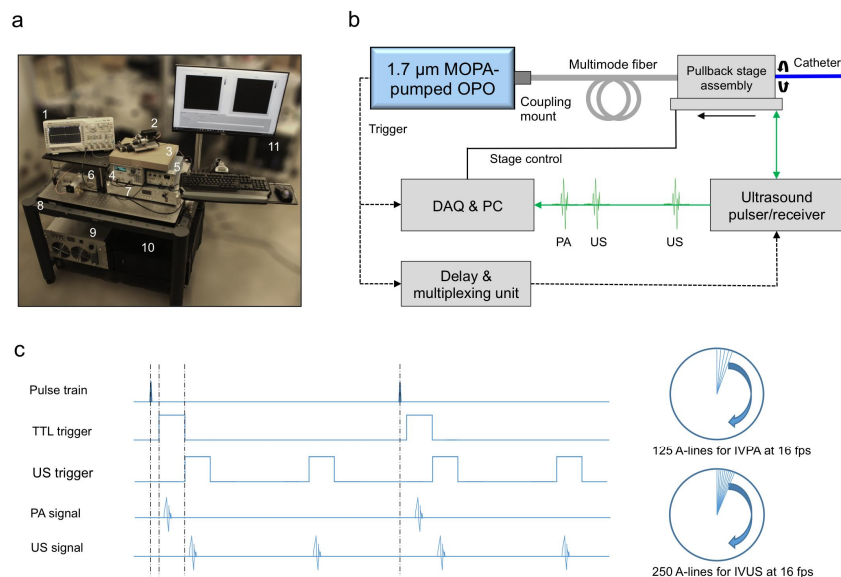 a
1
2
3
4
5
6
7
8
9
10
11
b
1.7 µm MOPA-
pumped OPO
Coupling
mount
Multimode fiber
Pullback stage
assembly
Catheter
Trigger
Stage control
DAQ & PC
PA
US
US
Ultrasound
pulser/receiver
Delay &
multiplexing unit
c
Pulse train
TTL trigger
US trigger
PA signal
US signal
125 A-lines for IVPA at 16 fps
250 A-lines for IVUS at 16 fps